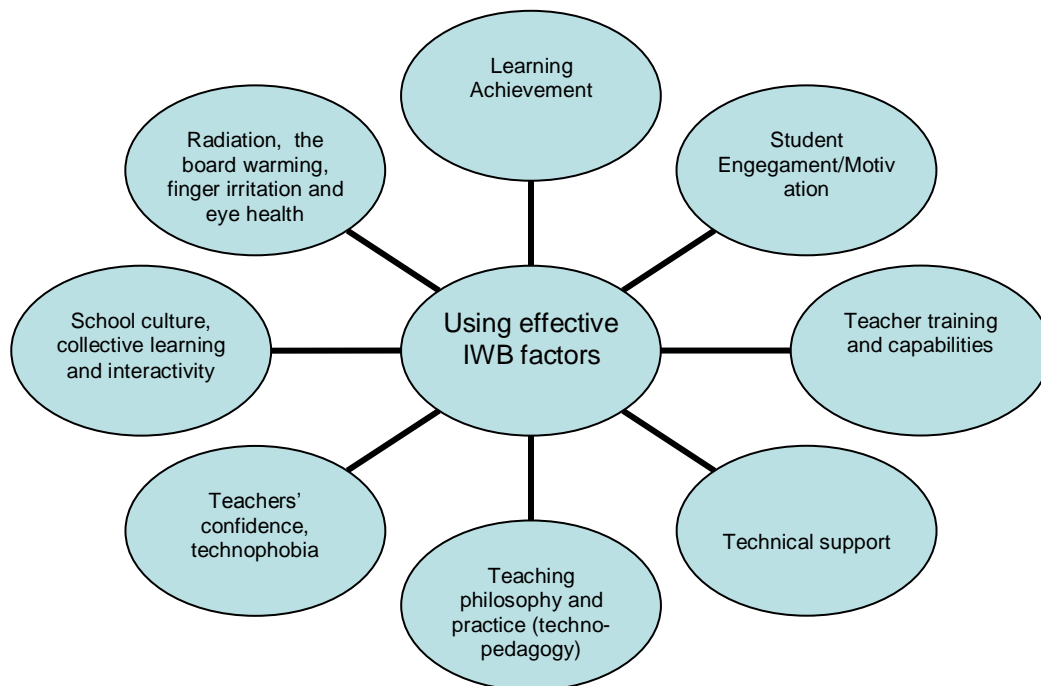 Learning
Achievement
Radiation,  the
board warming,
finger irritation and
eye health
Student
Engegament/Motiv
ation
School culture,
collective learning
and interactivity
Using effective
IWB factors
Teacher training
and capabilities
Teachers’
confidence,
technophobia
Technical support
Teaching
philosophy and
practice (techno-
pedagogy)